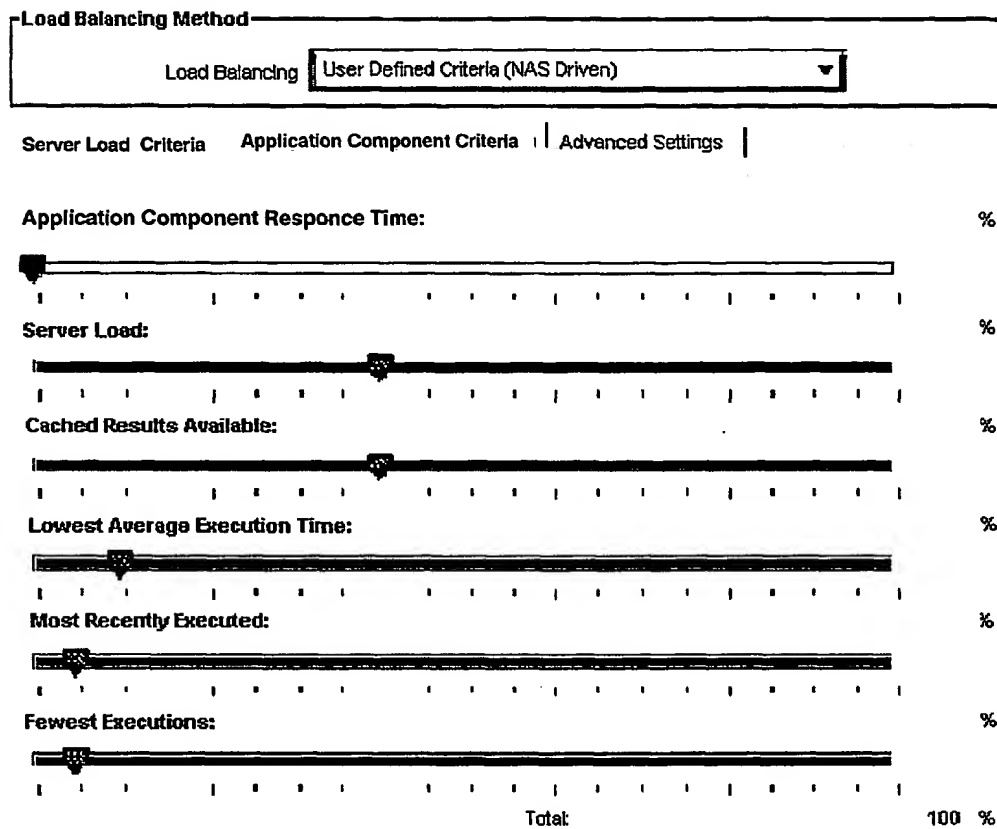 Load Balancing Method
Load Balancing User Defined Criteria (NAS Driven)
Server Load Criteria Application Component Criteria Advanced Settings
Application Component Responce Time: %
Server Load: %
Cached Results Available: %
Lowest Average Execution Time: %
Most Recently Executed: %
Fewest Executions: %
Total: 100 %